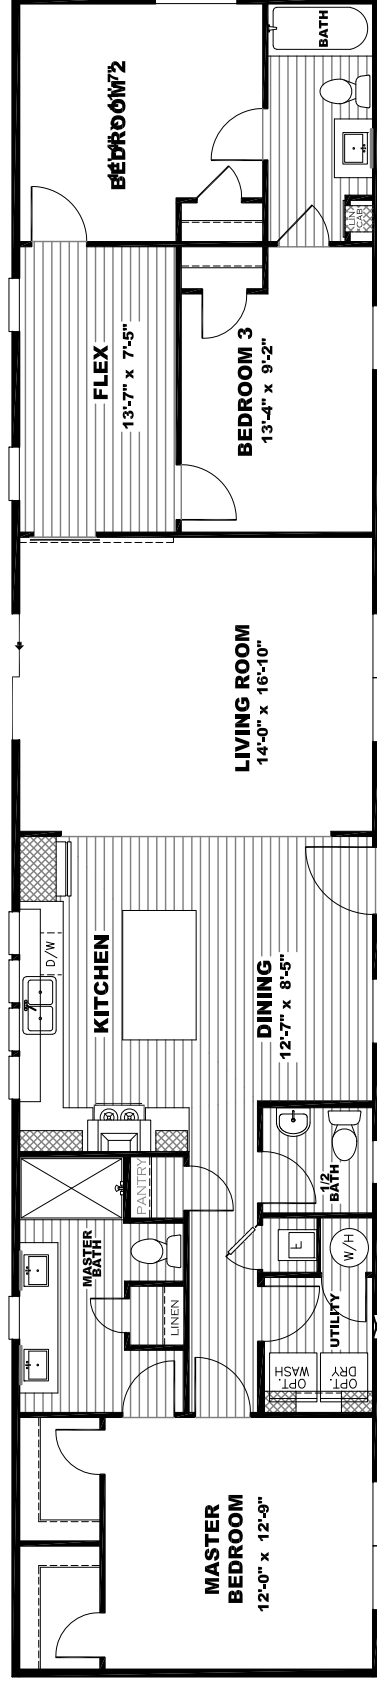 BATH
BEDROOM 2
LIN
CAB
FLEX
13'-7" x 7'-5"
BEDROOM 3
13'-4" x 9'-2"
LIVING ROOM
14'-0" x 16'-10"
KITCHEN
D/W
DINING
12'-7" x 8'-5"
PANTRY
1/2
BATH
MASTER
BATH
LINEN
W/H
UTILITY
OPT.
WASH
OPT.
DRY
MASTER
BEDROOM
12'-0" x 12'-9"